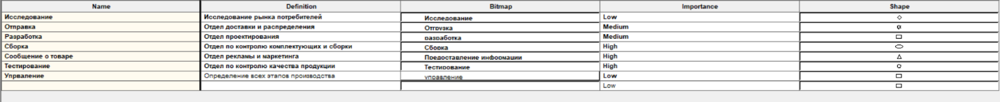 Name Definition Bitmap Importance Shape
Исследование Исследование рынка потребителей Исследование Low
Отправка Отдел доставки и распределения Отгрузка Medium
Разработка Отдел проектирования разработка Medium
Сборка Отдел по контролю комплектующих и сборки Сборка High
Сообщение о товаре Отдел рекламы и маркетинга Предоставление информации High
Тестирование Отдел по контролю качества продукции Тестирование High
Упрваление Определение всех этапов производства управление Low
Low